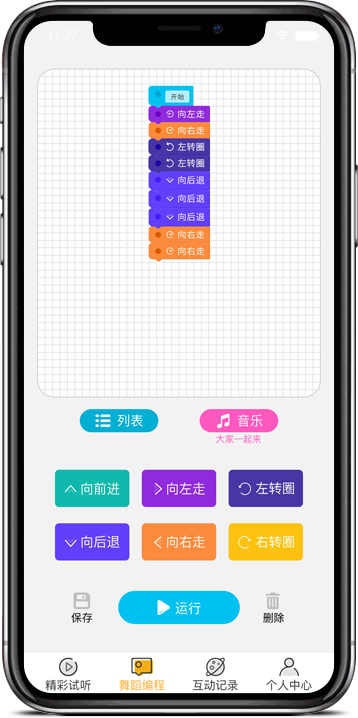 12:27
开始
向左走
向右走
左转圈
左转圈
向后退
向后退
向后退
向右走
向右走
列表
音乐
大家一起来
向前进
向左走
左转圈
向后退
向右走
右转圈
保存
运行
删除
精彩试听
舞蹈编程
互动记录
个人中心